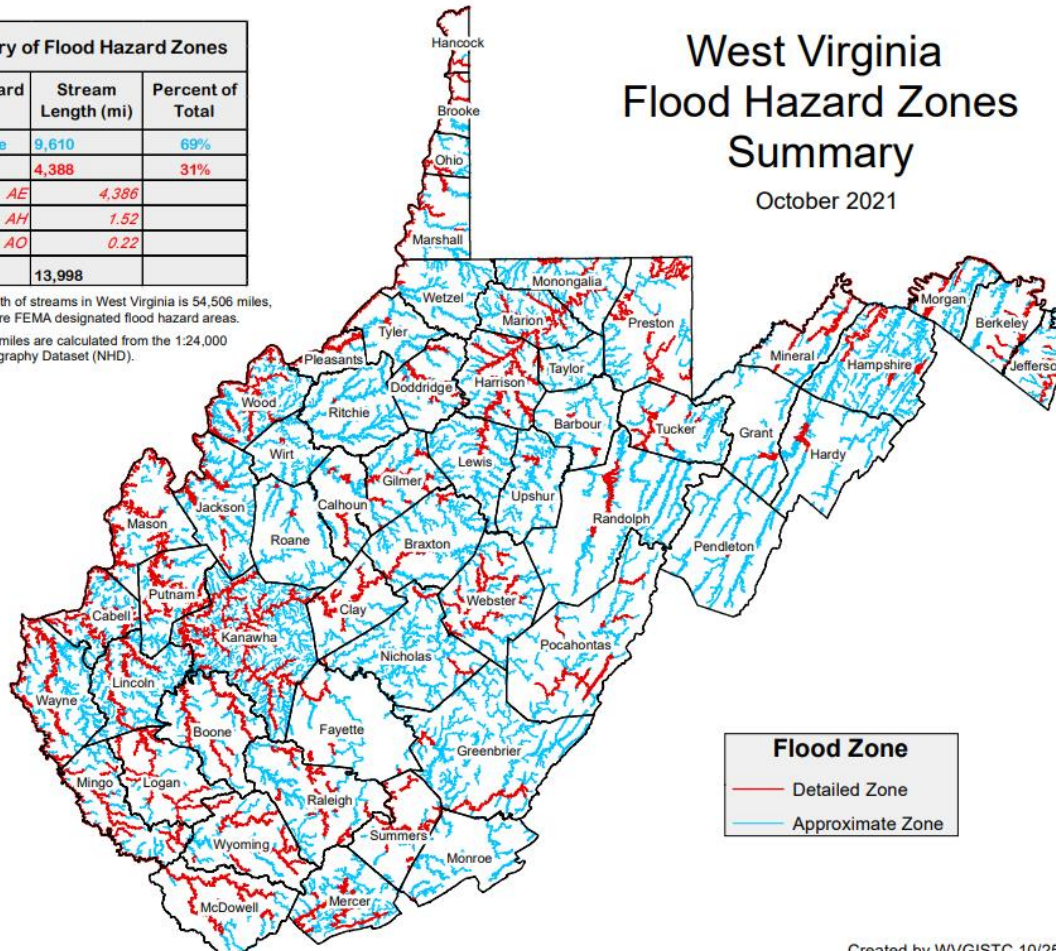 ry of Flood Hazard Zones
ard Stream Length (mi) Percent of Total
e 9,610 69%
4,388 31%
AE 4,386
AH 1.52
AO 0.22
13,998
th of streams in West Virginia is 54,506 miles,
re FEMA designated flood hazard areas.
miles are calculated from the 1:24,000
graphy Dataset (NHD).
West Virginia
Flood Hazard Zones
Summary
October 2021
Hancock
Brooke
Ohio
Marshall
Wetzel
Monongalia
Marion
Preston
Tyler
Pleasants
Doddridge
Harrison
Taylor
Wood
Ritchie
Barbour
Tucker
Mineral
Hampshire
Morgan
Berkeley
Jefferso
Grant
Hardy
Wirt
Lewis
Gilmer
Upshur
Calhoun
Jackson
Mason
Roane
Braxton
Randolph
Pendleton
Putnam
Cabell
Clay
Webster
Kanawha
Nicholas
Pocahontas
Lincoln
Wayne
Boone
Fayette
Greenbrier
Mingo
Logan
Raleigh
Summers
Wyoming
Monroe
Mercer
McDowell
Flood Zone
Detailed Zone
Approximate Zone